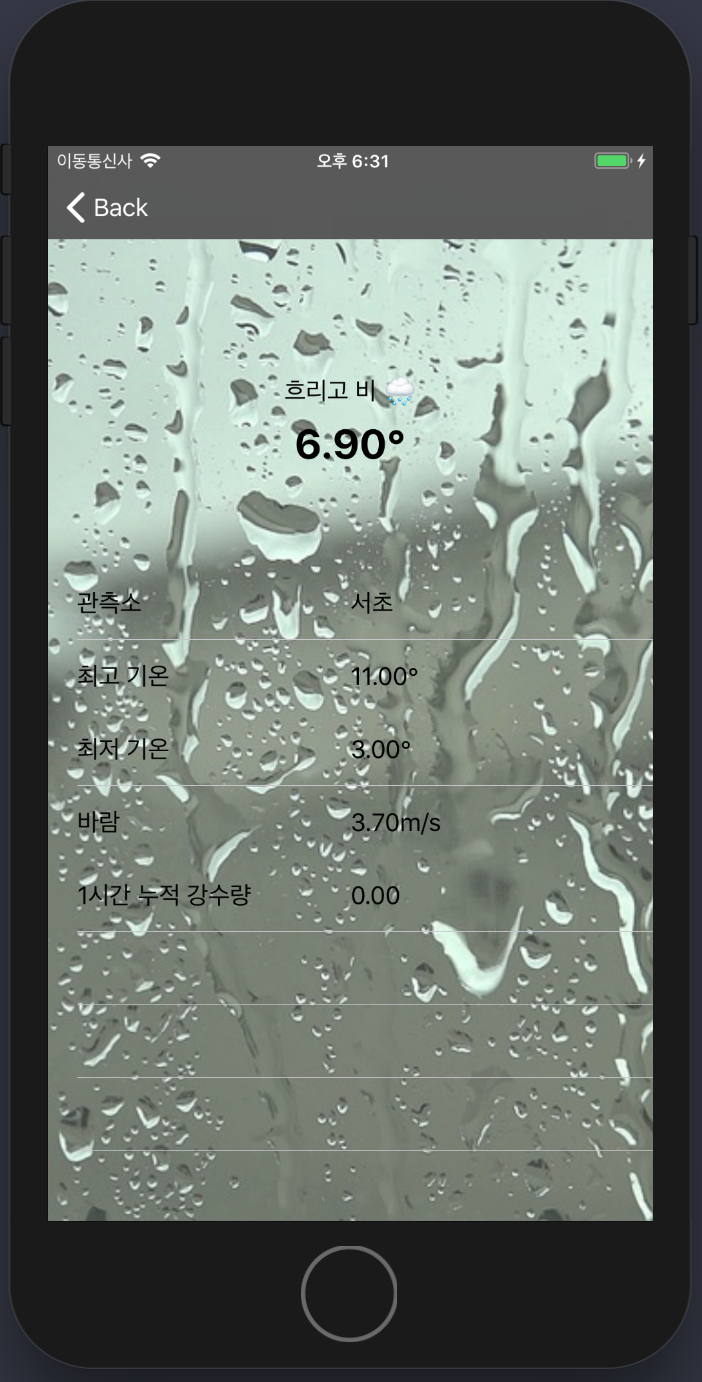 이동통신사 오후 6:31
Back
흐리고 비 🌧
6.90°
관측소 서초
최고 기온 11.00°
최저 기온 3.00°
바람 3.70m/s
1시간 누적 강수량 0.00